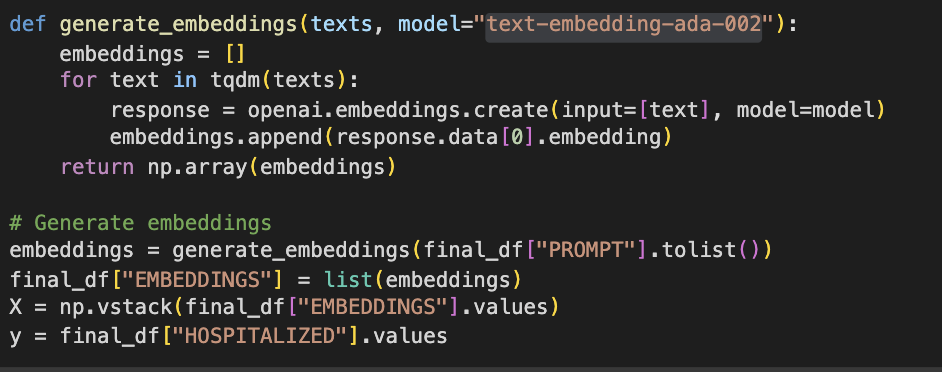 def generate_embeddings(texts, model="text-embedding-ada-002"):
    embeddings = []
    for text in tqdm(texts):
        response = openai.embeddings.create(input=[text], model=model)
        embeddings.append(response.data[0].embedding)
    return np.array(embeddings)

# Generate embeddings
embeddings = generate_embeddings(final_df["PROMPT"].tolist())
final_df["EMBEDDINGS"] = list(embeddings)
X = np.vstack(final_df["EMBEDDINGS"].values)
y = final_df["HOSPITALIZED"].values